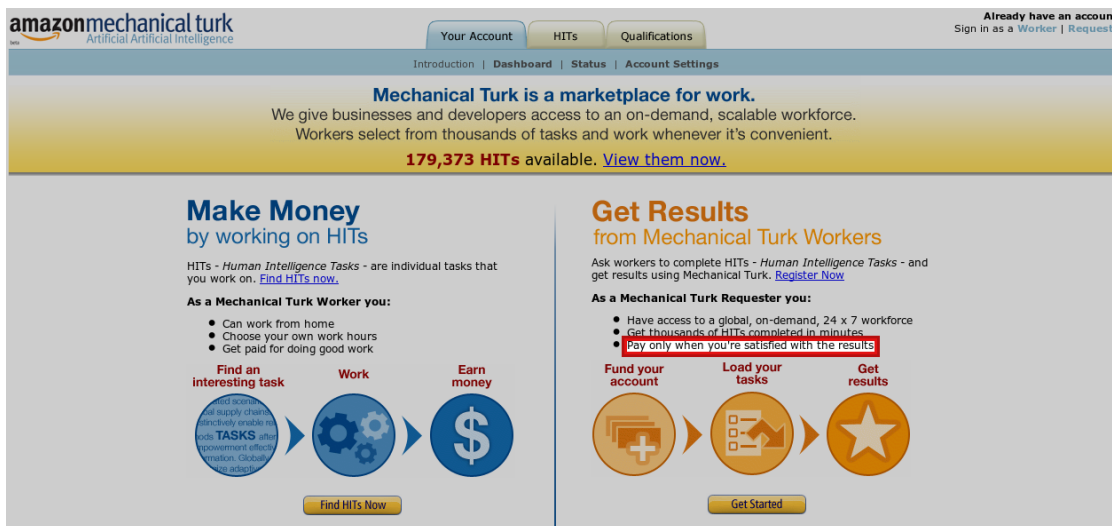 amazonmechanical turk
beta
Artificial Artificial Intelligence
Your Account
HITs
Qualifications
Already have an accoun
Sign in as a Worker | Request
Introduction | Dashboard | Status | Account Settings
Mechanical Turk is a marketplace for work.
We give businesses and developers access to an on-demand, scalable workforce.
Workers select from thousands of tasks and work whenever it's convenient.
179,373 HITs available. View them now.
Make Money
by working on HITs
HITs - Human Intelligence Tasks - are individual tasks that
you work on. Find HITs now.
As a Mechanical Turk Worker you:
• Can work from home
• Choose your own work hours
• Get paid for doing good work
Find an
interesting task
Work
Earn
money
TASKS after
$
Find HITs Now
Get Results
from Mechanical Turk Workers
Ask workers to complete HITs - Human Intelligence Tasks - and
get results using Mechanical Turk. Register Now
As a Mechanical Turk Requester you:
• Have access to a global, on-demand, 24 x 7 workforce
• Get thousands of HITs completed in minutes
• Pay only when you're satisfied with the results
Fund your
account
Load your
tasks
Get
results
Get Started